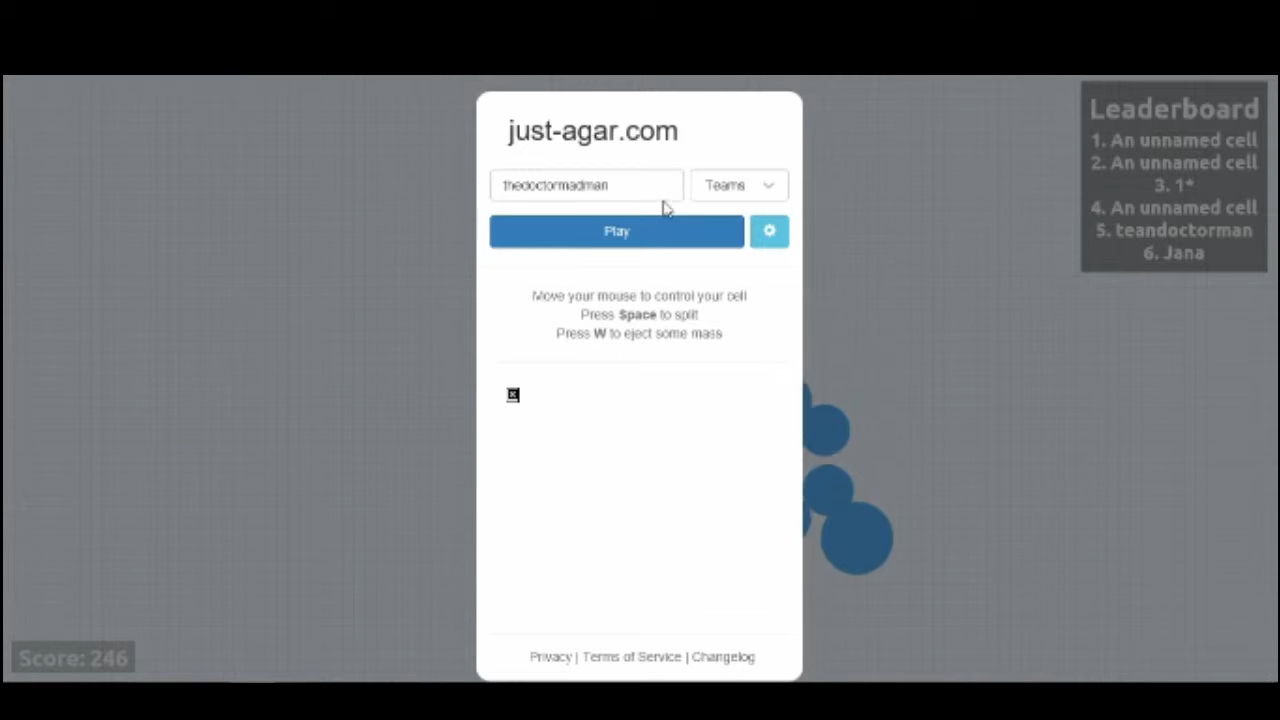 just-agar.com
thedoctormadman
Teams
Play
Move your mouse to control your cell
Press Space to split
Press W to eject some mass
Privacy | Terms of Service | Changelog
Leaderboard
1. An unnamed cell
2. An unnamed cell
3. 1*
4. An unnamed cell
5. teandoctorman
6. Jana
Score: 246